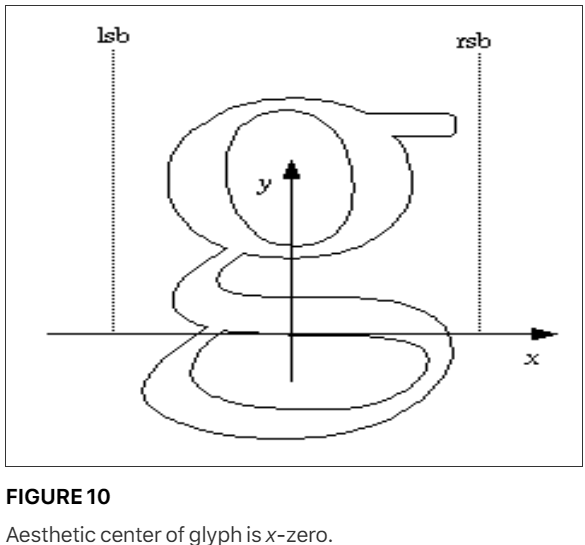 lsb
rsb
y
x
FIGURE 10
Aesthetic center of glyph is x-zero.